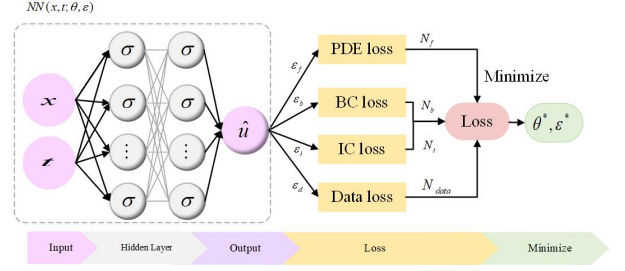 NN(x,t;θ,ε)
x
t
σ
σ
⋮
σ
σ
σ
⋮
σ
û
ε_f
ε_b
ε_i
ε_d
PDE loss
BC loss
IC loss
Data loss
N_f
N_b
N_i
N_data
Minimize
Loss
θ*,ε*
Input
Hidden Layer
Output
Loss
Minimize